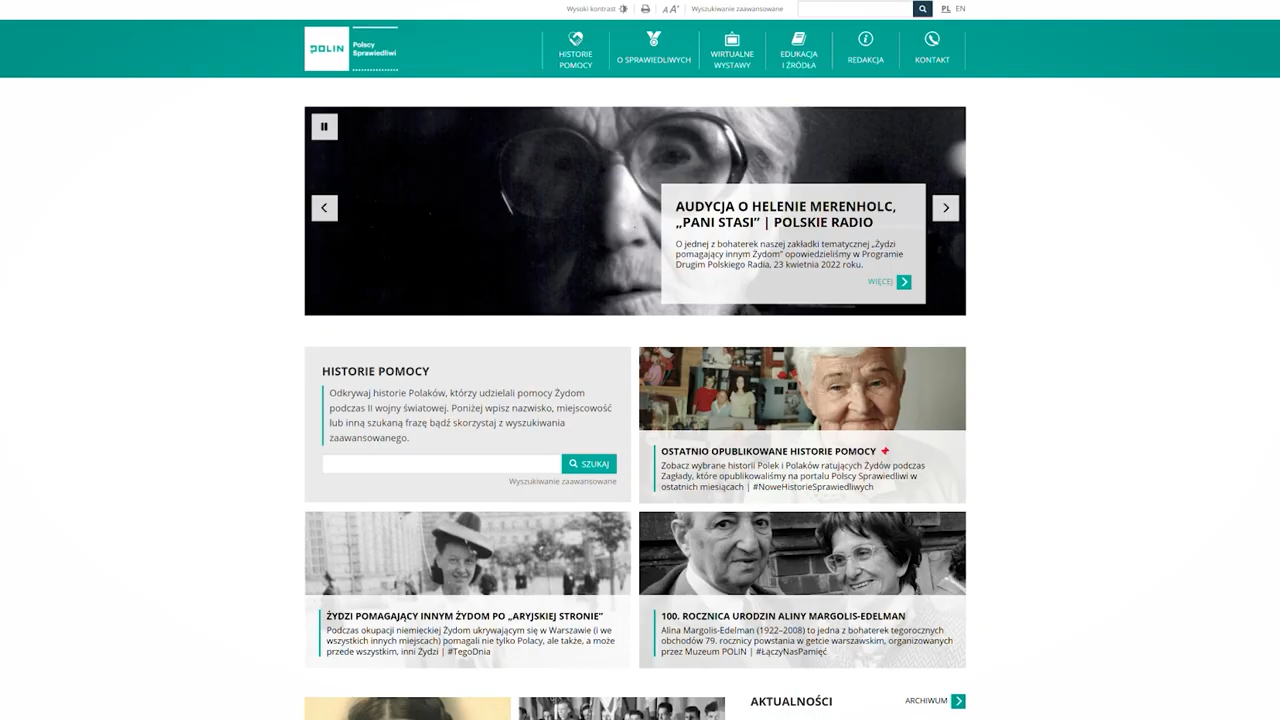 Wysoki kontrast
A A+
Wyszukiwanie zaawansowane
PL EN
POLIN
Polscy
Sprawiedliwi
HISTORIE
POMOCY
O SPRAWIEDLIWYCH
WIRTUALNE
WYSTAWY
EDUKACJA
I ŹRÓDŁA
REDAKCJA
KONTAKT
AUDYCJA O HELENIE MERENHOLC,
„PANI STASI” | POLSKIE RADIO
O jednej z bohaterek naszej zakładki tematycznej „Żydzi
pomagający innym Żydom” opowiedzieliśmy w Programie
Drugim Polskiego Radia, 23 kwietnia 2022 roku.
WIĘCEJ
HISTORIE POMOCY
Odkrywaj historie Polaków, którzy udzielali pomocy Żydom
podczas II wojny światowej. Poniżej wpisz nazwisko, miejscowość
lub inną szukaną frazę bądź skorzystaj z wyszukiwania
zaawansowanego.
SZUKAJ
Wyszukiwanie zaawansowane
OSTATNIO OPUBLIKOWANE HISTORIE POMOCY
Zobacz wybrane historii Polek i Polaków ratujących Żydów podczas
Zagłady, które opublikowaliśmy na portalu Polscy Sprawiedliwi w
ostatnich miesiącach | #NoweHistorieSprawiedliwych
ŻYDZI POMAGAJĄCY INNYM ŻYDOM PO „ARYJSKIEJ STRONIE”
Podczas okupacji niemieckiej Żydom ukrywającym się w Warszawie (i we
wszystkich innych miejscach) pomagali nie tylko Polacy, ale także, a może
przede wszystkim, inni Żydzi | #TegoDnia
100. ROCZNICA URODZIN ALINY MARGOLIS-EDELMAN
Alina Margolis-Edelman (1922–2008) to jedna z bohaterek tegorocznych
obchodów 79. rocznicy powstania w getcie warszawskim, organizowanych
przez Muzeum POLIN | #ŁączyNasPamięć
AKTUALNOŚCI
ARCHIWUM